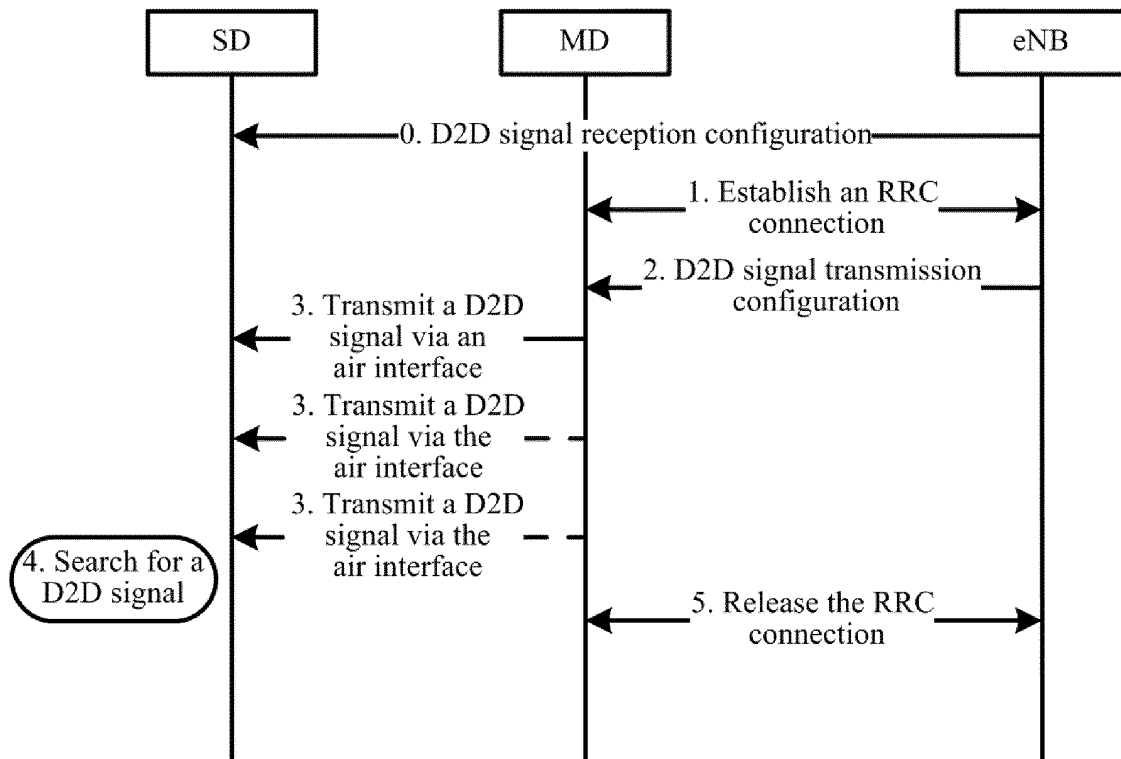 SD
MD
eNB
0. D2D signal reception configuration
1. Establish an RRC
connection
2. D2D signal transmission
configuration
3. Transmit a D2D
signal via an
air interface
3. Transmit a D2D
signal via the
air interface
3. Transmit a D2D
signal via the
air interface
4. Search for a
D2D signal
5. Release the RRC
connection